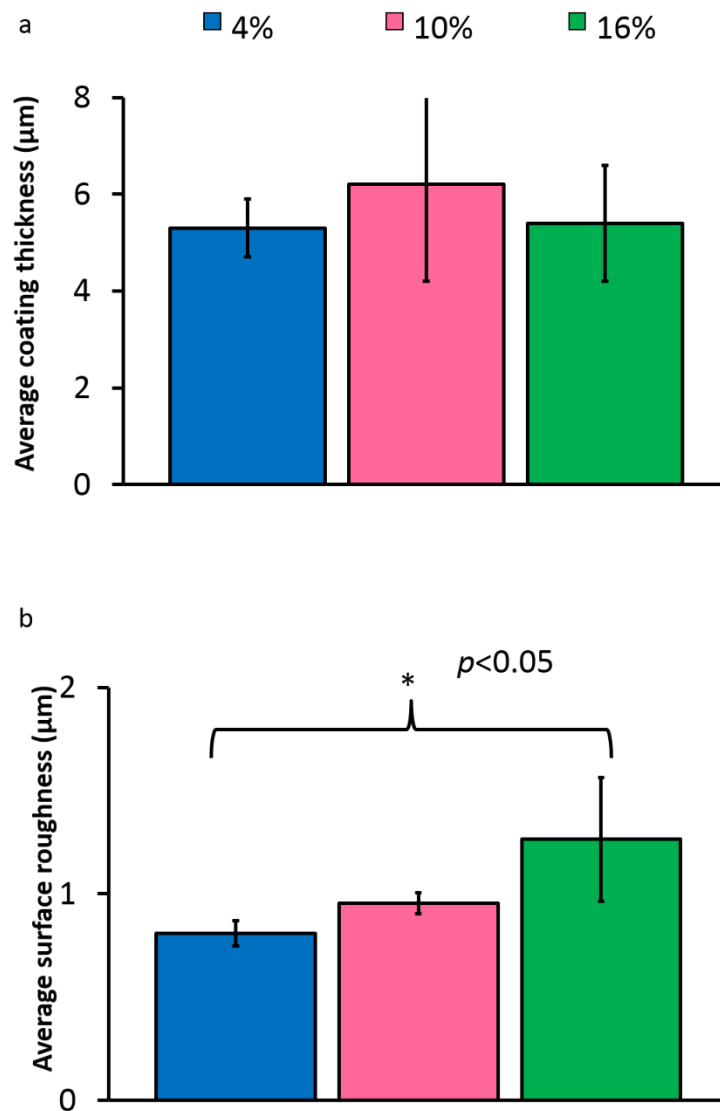 a
4% 10% 16%
Average coating thickness (μm)
8
6
4
2
0
b
p<0.05
*
Average surface roughness (μm)
2
1
0